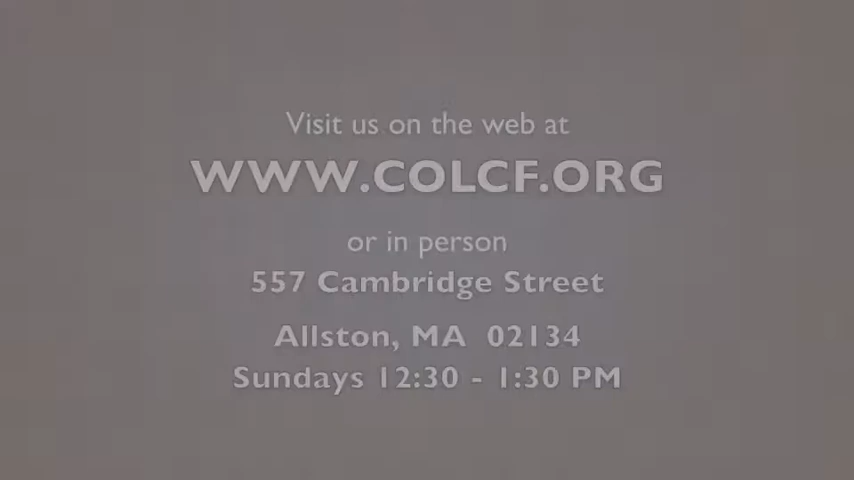 Visit us on the web at
WWW.COLCF.ORG
or in person
557 Cambridge Street
Allston, MA 02134
Sundays 12:30 - 1:30 PM